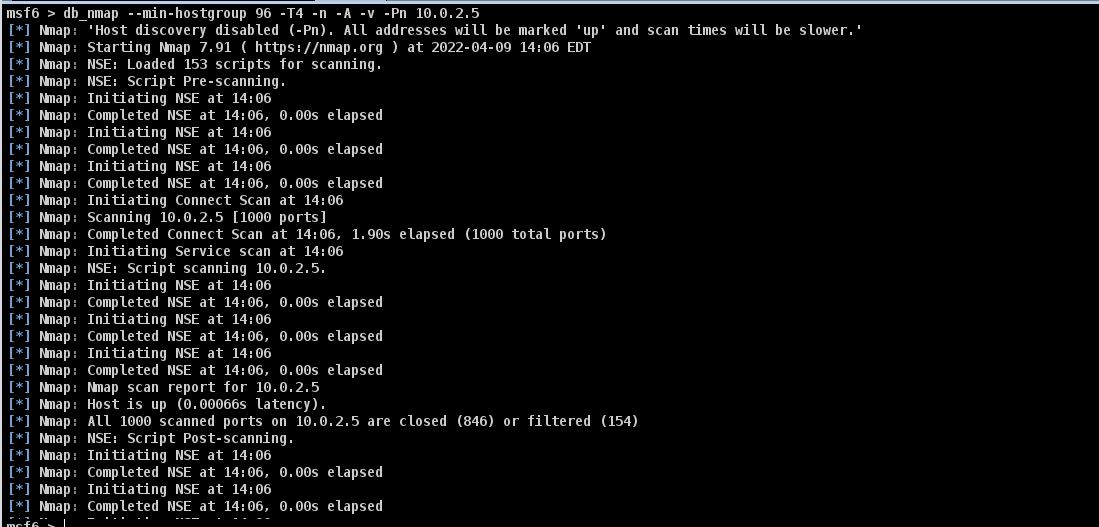 msf6 > db_nmap --min-hostgroup 96 -T4 -n -A -v -Pn 10.0.2.5
[*] Nmap: 'Host discovery disabled (-Pn). All addresses will be marked 'up' and scan times will be slower.'
[*] Nmap: Starting Nmap 7.91 ( https://nmap.org ) at 2022-04-09 14:06 EDT
[*] Nmap: NSE: Loaded 153 scripts for scanning.
[*] Nmap: NSE: Script Pre-scanning.
[*] Nmap: Initiating NSE at 14:06
[*] Nmap: Completed NSE at 14:06, 0.00s elapsed
[*] Nmap: Initiating NSE at 14:06
[*] Nmap: Completed NSE at 14:06, 0.00s elapsed
[*] Nmap: Initiating NSE at 14:06
[*] Nmap: Completed NSE at 14:06, 0.00s elapsed
[*] Nmap: Initiating Connect Scan at 14:06
[*] Nmap: Scanning 10.0.2.5 [1000 ports]
[*] Nmap: Completed Connect Scan at 14:06, 1.90s elapsed (1000 total ports)
[*] Nmap: Initiating Service scan at 14:06
[*] Nmap: NSE: Script scanning 10.0.2.5.
[*] Nmap: Initiating NSE at 14:06
[*] Nmap: Completed NSE at 14:06, 0.00s elapsed
[*] Nmap: Initiating NSE at 14:06
[*] Nmap: Completed NSE at 14:06, 0.00s elapsed
[*] Nmap: Initiating NSE at 14:06
[*] Nmap: Completed NSE at 14:06, 0.00s elapsed
[*] Nmap: Nmap scan report for 10.0.2.5
[*] Nmap: Host is up (0.00066s latency).
[*] Nmap: All 1000 scanned ports on 10.0.2.5 are closed (846) or filtered (154)
[*] Nmap: NSE: Script Post-scanning.
[*] Nmap: Initiating NSE at 14:06
[*] Nmap: Completed NSE at 14:06, 0.00s elapsed
[*] Nmap: Initiating NSE at 14:06
[*] Nmap: Completed NSE at 14:06, 0.00s elapsed
msf6 >